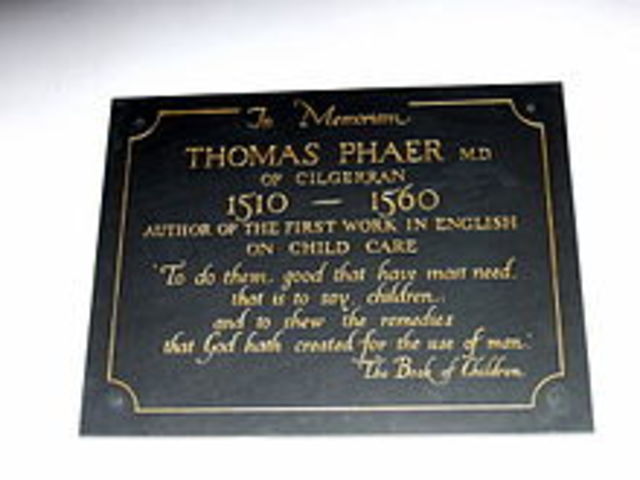 In Memoriam
THOMAS PHAER M.D
OF CILGERRAN
1510 — 1560
AUTHOR OF THE FIRST WORK IN ENGLISH
ON CHILD CARE
"To do them good that have most need,
that is to say, children,
and to shew the remedies
that God hath created for the use of man."
The Book of Children